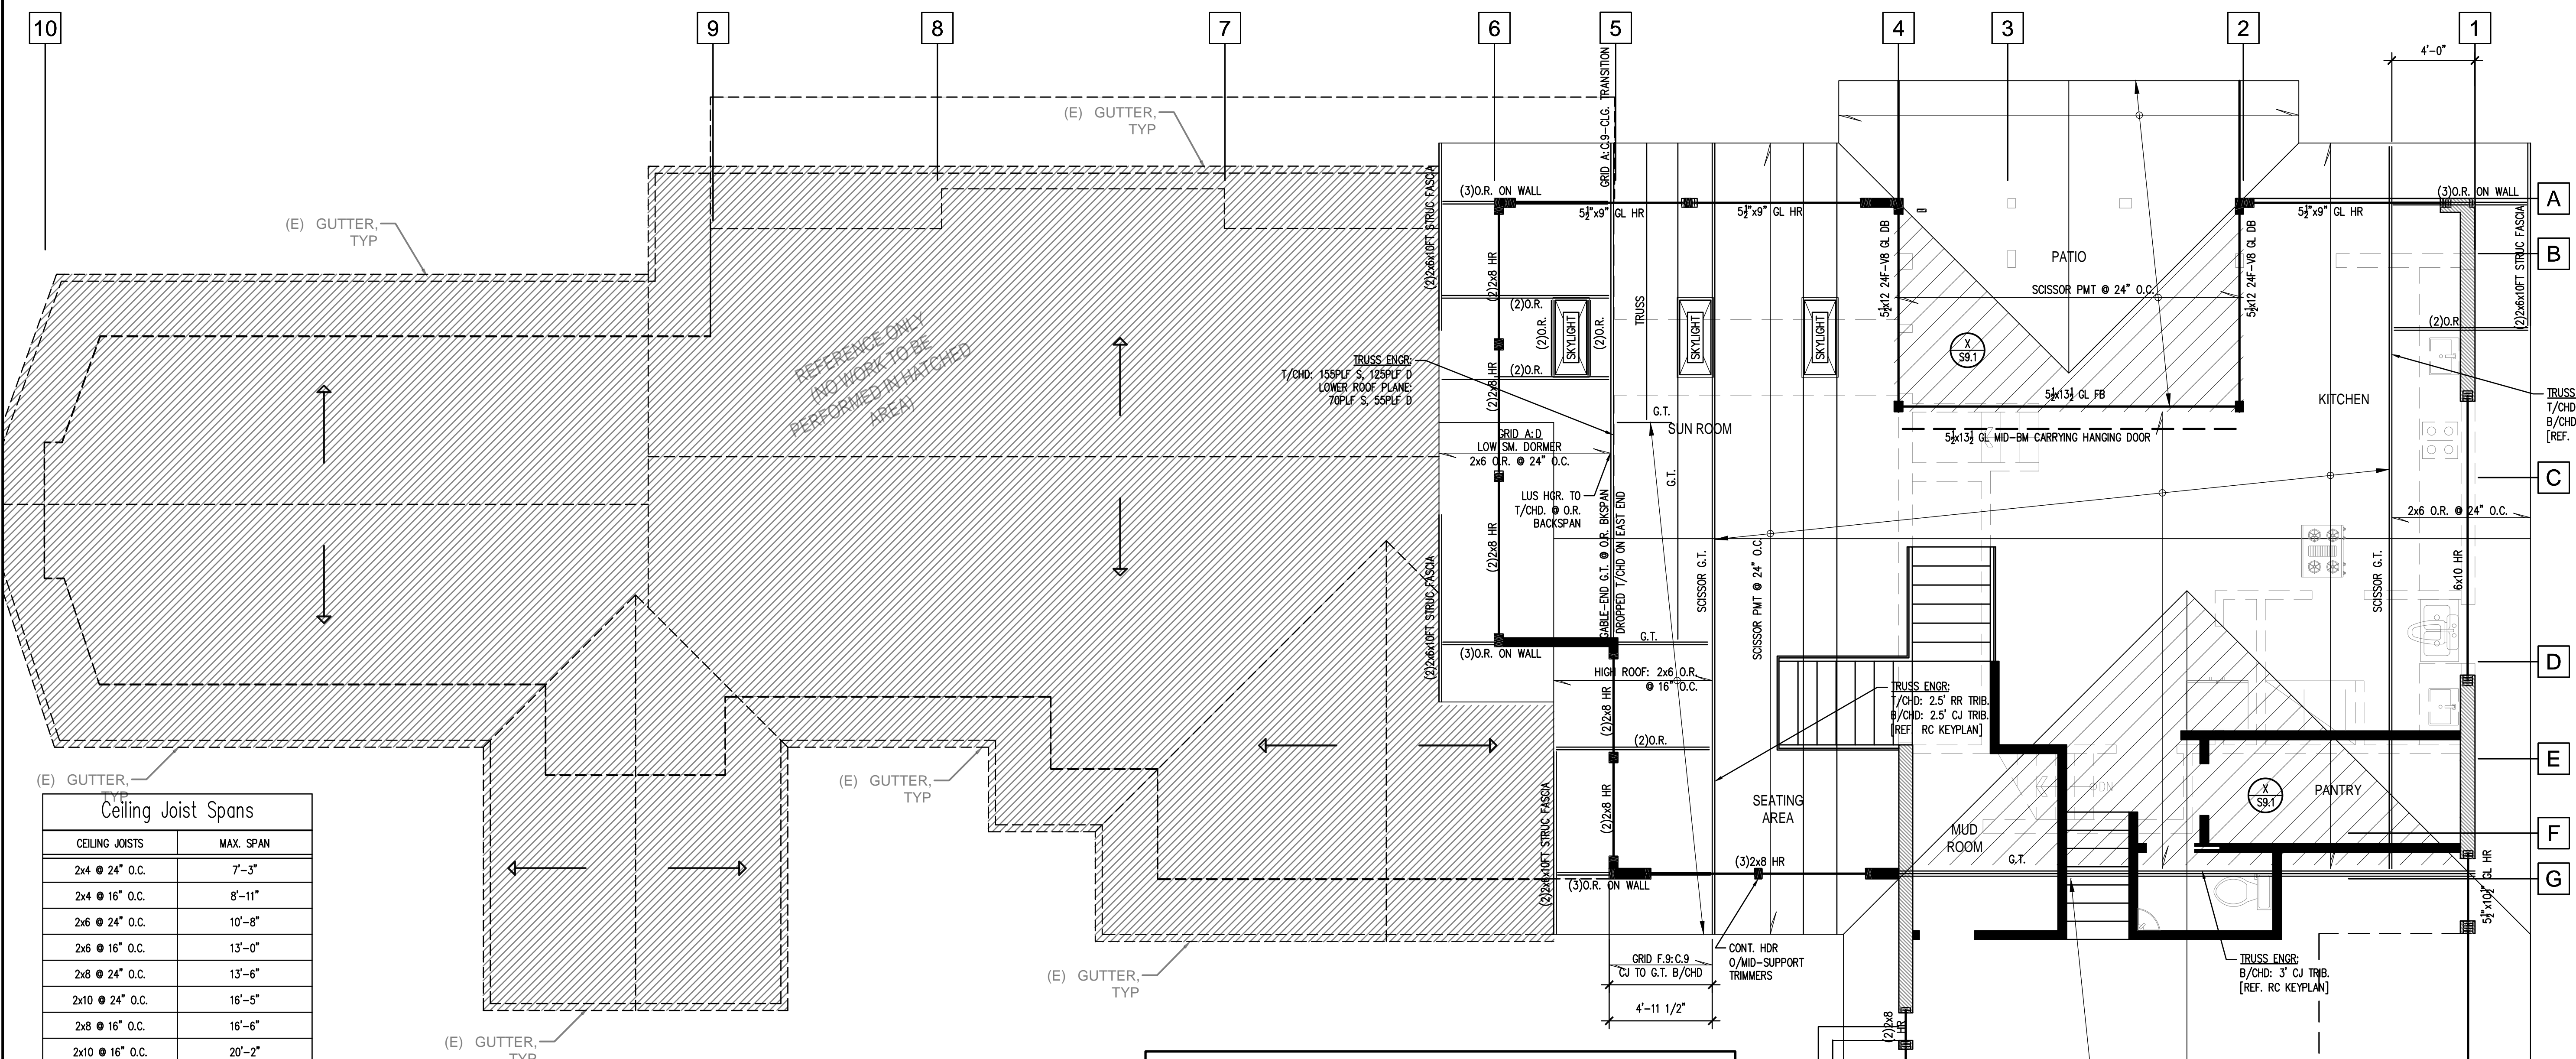 10
9
8
7
6
5
4
3
2
1
4'-0"
A
B
C
D
E
F
G
(E) GUTTER,
TYP
(E) GUTTER,
TYP
REFERENCE ONLY
(NO WORK TO BE
PERFORMED IN HATCHED
AREA)
(E) GUTTER,
TYP
(E) GUTTER,
TYP
(E) GUTTER,
TYP
(E) GUTTER,
TYP
Ceiling Joist Spans
CEILING JOISTS MAX. SPAN
2x4 @ 24" O.C. 7'-3"
2x4 @ 16" O.C. 8'-11"
2x6 @ 24" O.C. 10'-8"
2x6 @ 16" O.C. 13'-0"
2x8 @ 24" O.C. 13'-6"
2x10 @ 24" O.C. 16'-5"
2x8 @ 16" O.C. 16'-6"
2x10 @ 16" O.C. 20'-2"
GRID A:C.9-CLG. TRANSITION
(2)2x6x10FT STRUC FASCIA
(3)O.R. ON WALL
5½"x9" GL HR
5½"x9" GL HR
(2)2x8 HR
(2)O.R.
(2)O.R.
(2)O.R.
SKYLIGHT
SKYLIGHT
SKYLIGHT
TRUSS
(2)2x8 HR
(2)O.R.
TRUSS ENGR:
T/CHD: 155PLF S, 125PLF D
LOWER ROOF PLANE:
70PLF S, 55PLF D
G.T.
SUN ROOM
GRID A:D
LOW SM. DORMER
2x6 O.R. @ 24" O.C.
G.T.
LUS HGR. TO
T/CHD. @ O.R.
BACKSPAN
(2)2x8 HR
GABLE-END G.T. @ O.R. BKSPAN
DROPPED T/CHD ON EAST END
SCISSOR G.T.
SCISSOR PMT @ 24" O.C.
(2)2x6x10FT STRUC FASCIA
(3)O.R. ON WALL
G.T.
HIGH ROOF: 2x6 O.R.
@ 16" O.C.
(2)2x8 HR
(2)O.R.
TRUSS ENGR:
T/CHD: 2.5' RR TRIB.
B/CHD: 2.5' CJ TRIB.
[REF. RC KEYPLAN]
(2)2x8 HR
(2)2x6x10FT STRUC FASCIA
SEATING
AREA
(3)2x8 HR
(3)O.R. ON WALL
GRID F.9:C.9
CJ TO G.T. B/CHD
4'-11 1/2"
CONT. HDR
O/MID-SUPPORT
TRIMMERS
5½x12 24F-V8 GL DB
PATIO
SCISSOR PMT @ 24" O.C.
X
S9.1
5½x13½ GL FB
5½x13½ GL MID-BM CARRYING HANGING DOOR
5½x12 24F-V8 GL DB
5½"x9" GL HR
(3)O.R. ON WALL
(2)2x6x10FT STRUC FASCIA
(2)O.R.
KITCHEN
TRUSS
T/CHD
B/CHD
[REF.
2x6 O.R. @ 24" O.C.
SCISSOR G.T.
6x10 HR
DN
X
S9.1
PANTRY
MUD
ROOM
G.T.
5½"x10½" GL HR
TRUSS ENGR:
B/CHD: 3' CJ TRIB.
[REF. RC KEYPLAN]
(2)2x8
HR